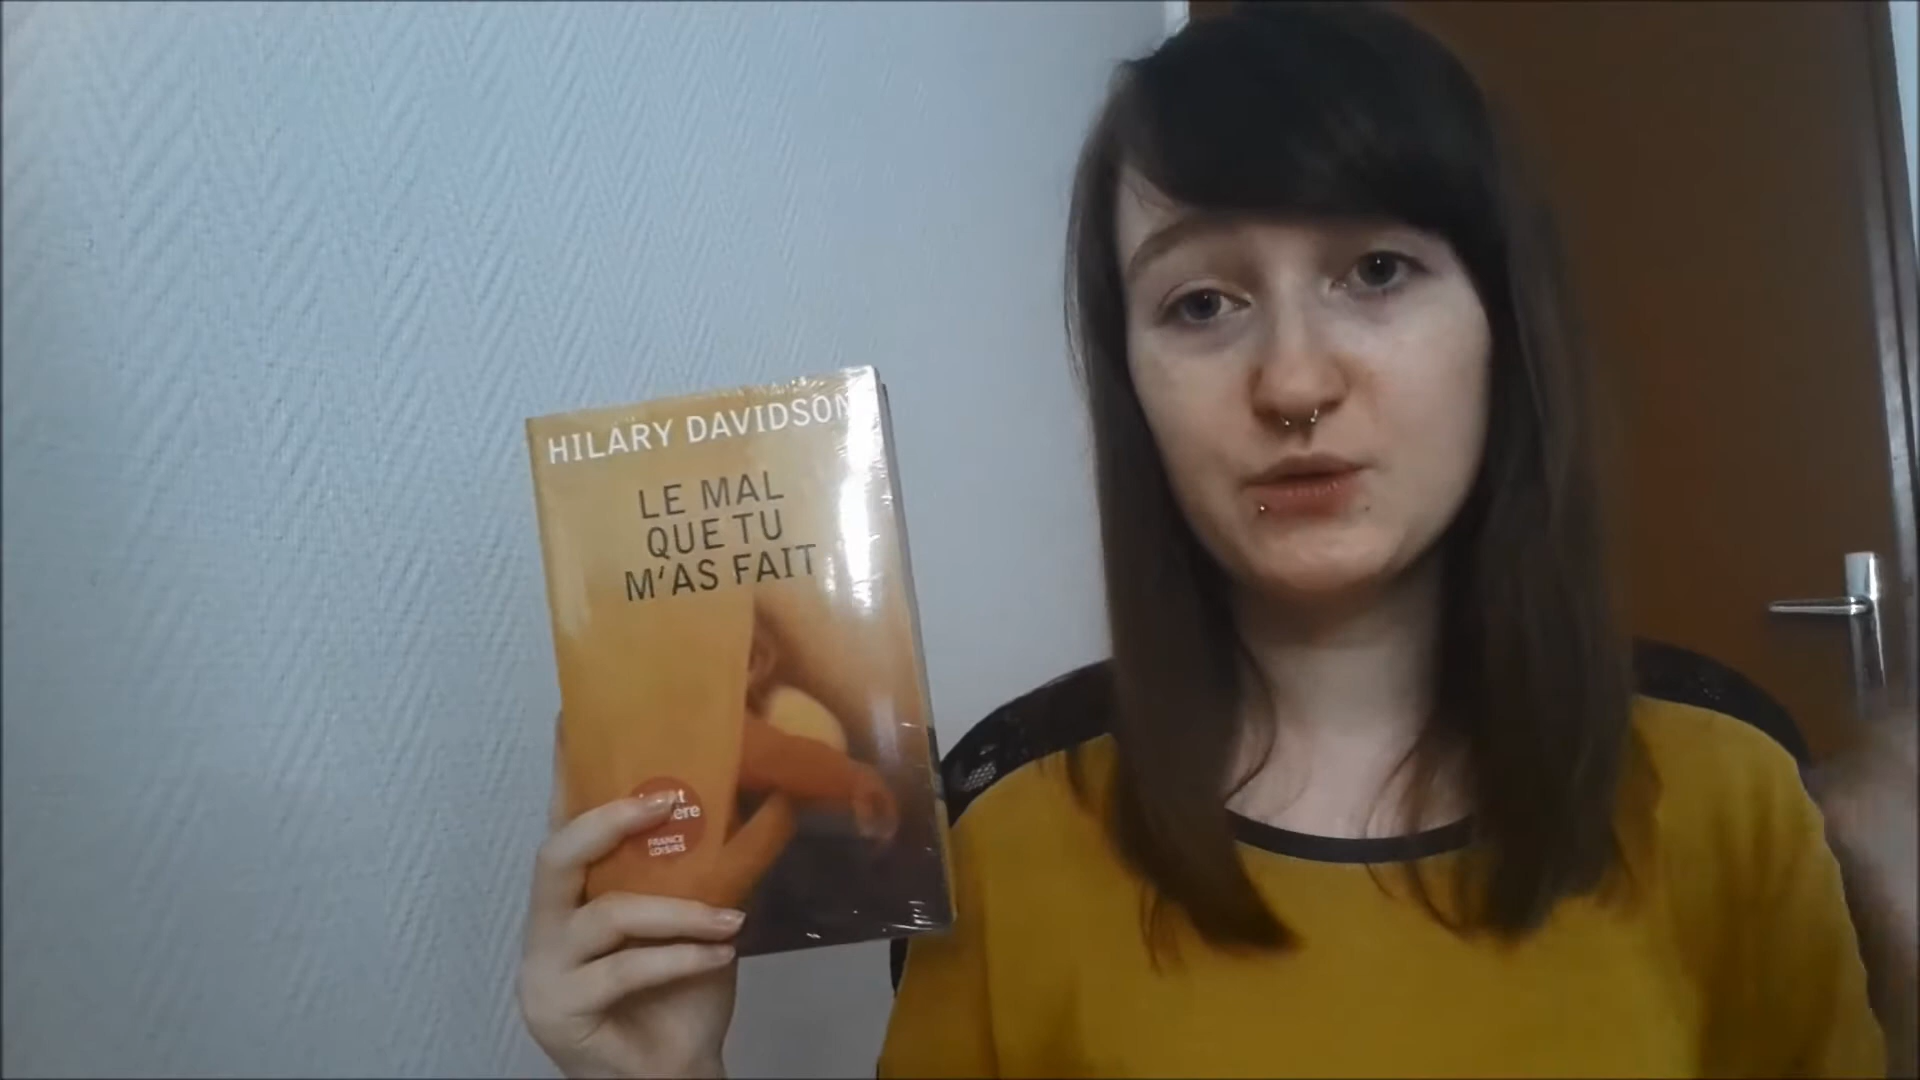 HILARY DAVIDSON
LE MAL
QUE TU
M'AS FAIT
FRANCE
LOISIRS